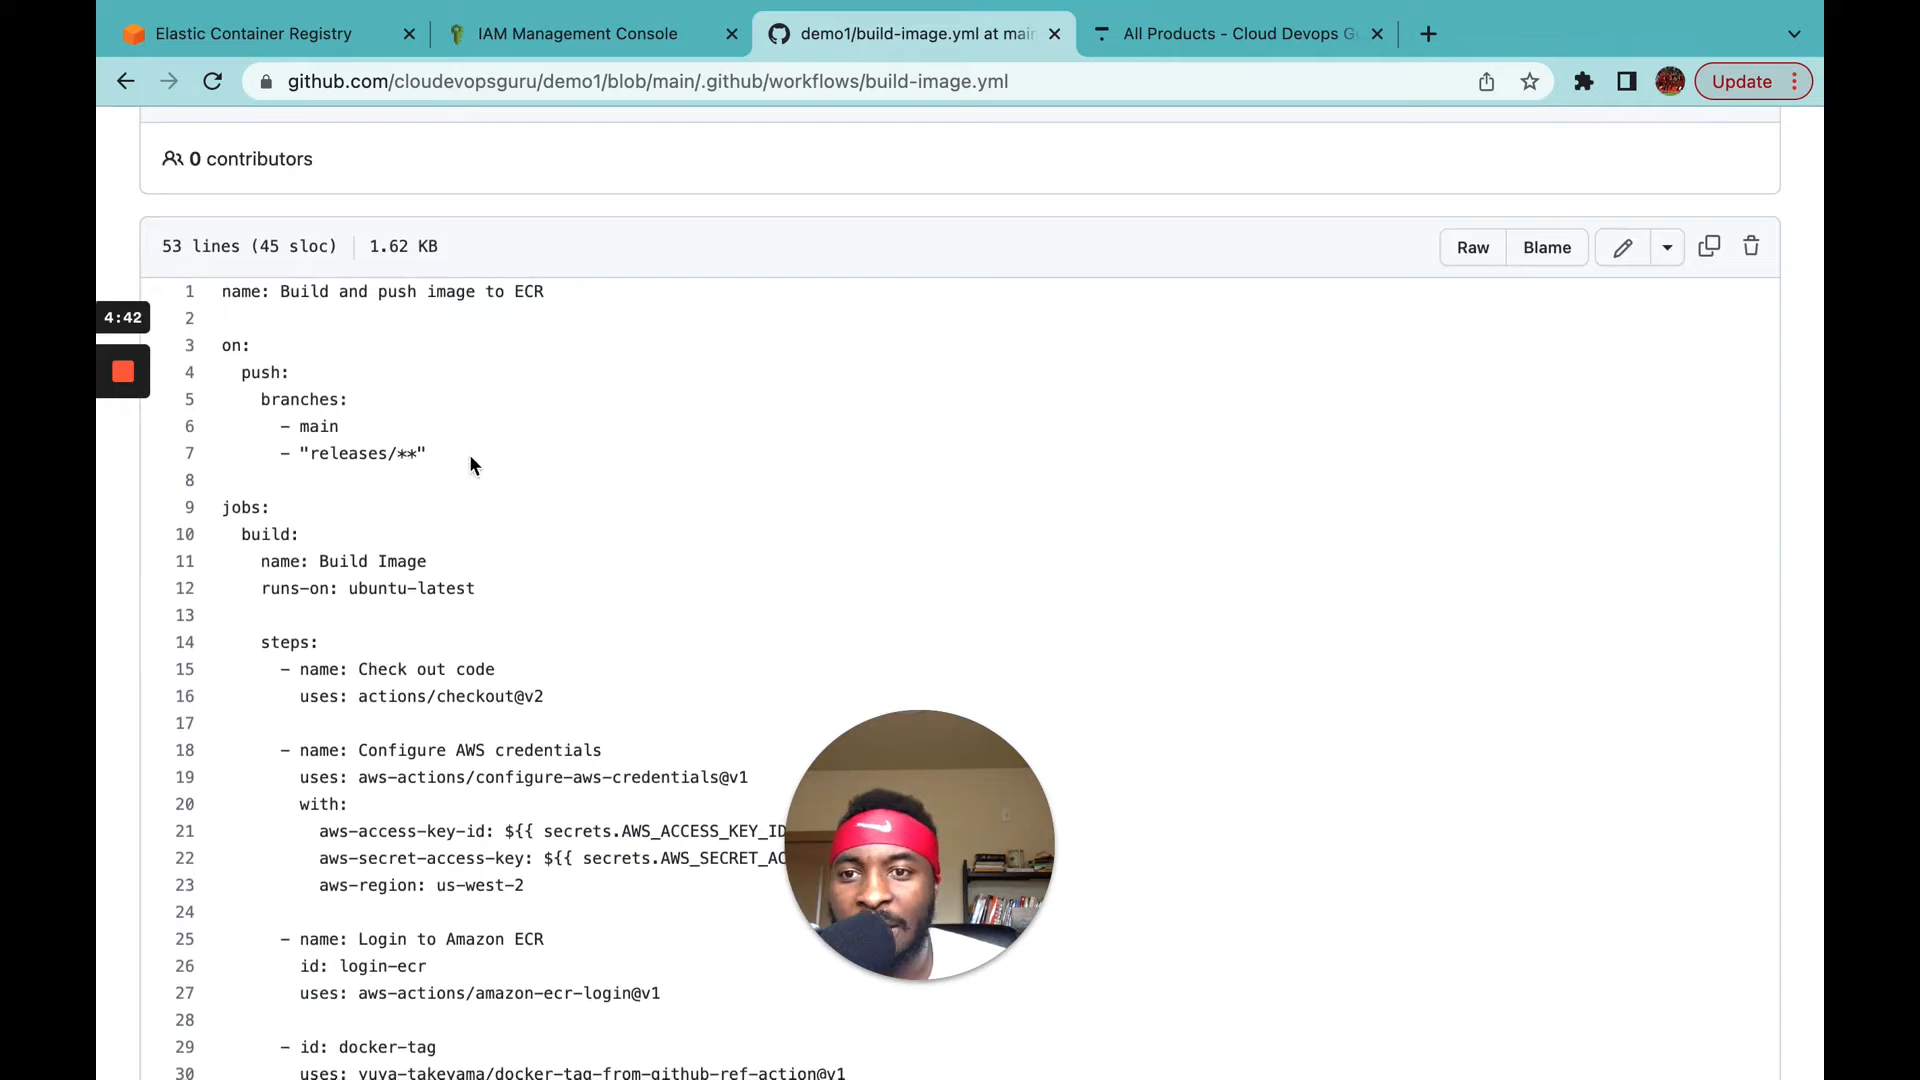 Elastic Container Registry
IAM Management Console
demo1/build-image.yml at main
All Products - Cloud Devops G
github.com/cloudevopsguru/demo1/blob/main/.github/workflows/build-image.yml
Update
0 contributors
53 lines (45 sloc) 1.62 KB
Raw Blame
4:42
1 name: Build and push image to ECR
2
3 on:
4 push:
5 branches:
6 - main
7 - "releases/**"
8
9 jobs:
10 build:
11 name: Build Image
12 runs-on: ubuntu-latest
13
14 steps:
15 - name: Check out code
16 uses: actions/checkout@v2
17
18 - name: Configure AWS credentials
19 uses: aws-actions/configure-aws-credentials@v1
20 with:
21 aws-access-key-id: ${{ secrets.AWS_ACCESS_KEY_ID
22 aws-secret-access-key: ${{ secrets.AWS_SECRET_AC
23 aws-region: us-west-2
24
25 - name: Login to Amazon ECR
26 id: login-ecr
27 uses: aws-actions/amazon-ecr-login@v1
28
29 - id: docker-tag
30 uses: yuya-takeyama/docker-tag-from-github-ref-action@v1